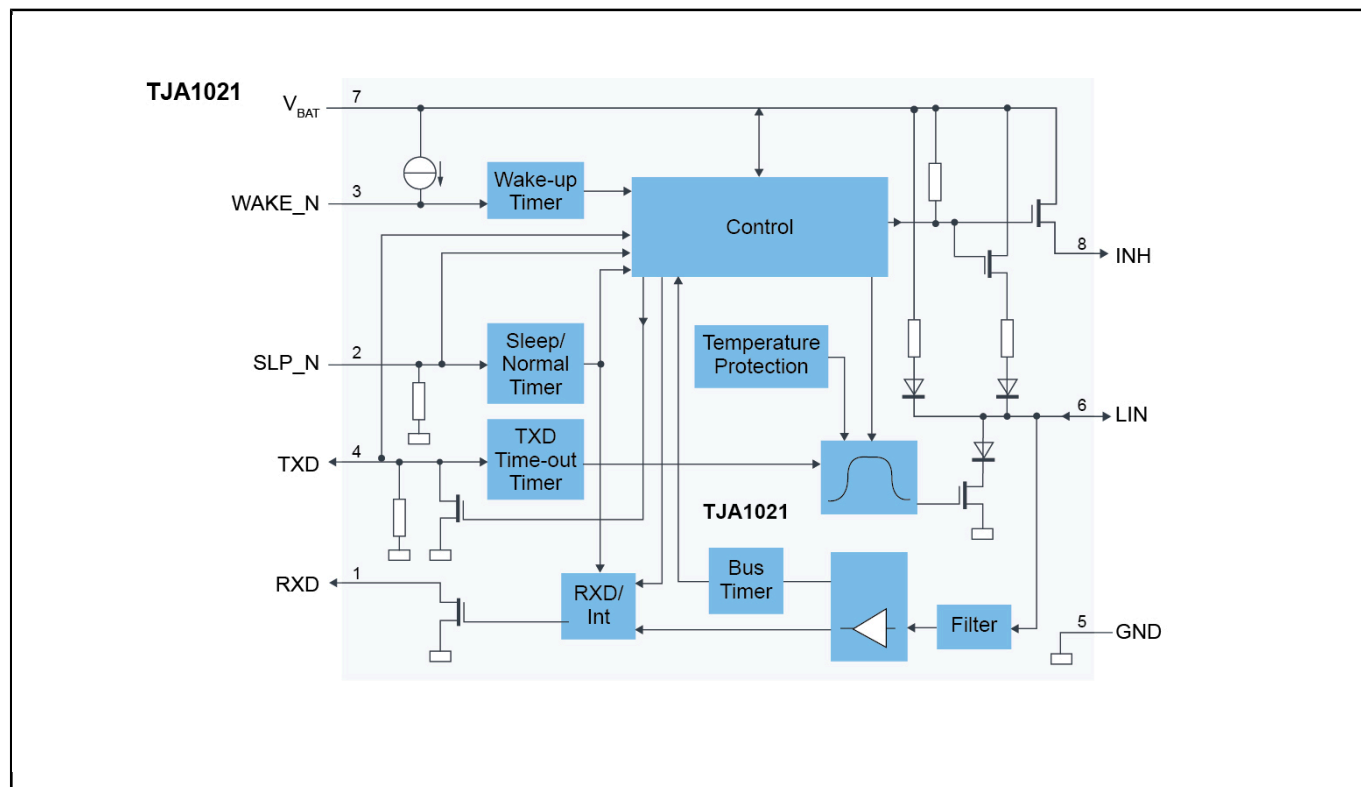 TJA1021
VBAT
7
WAKE_N
3
Wake-up
Timer
Control
8
INH
SLP_N
2
Sleep/
Normal
Timer
Temperature
Protection
6
LIN
TXD
4
TXD
Time-out
Timer
TJA1021
RXD
1
RXD/
Int
Bus
Timer
Filter
5
GND